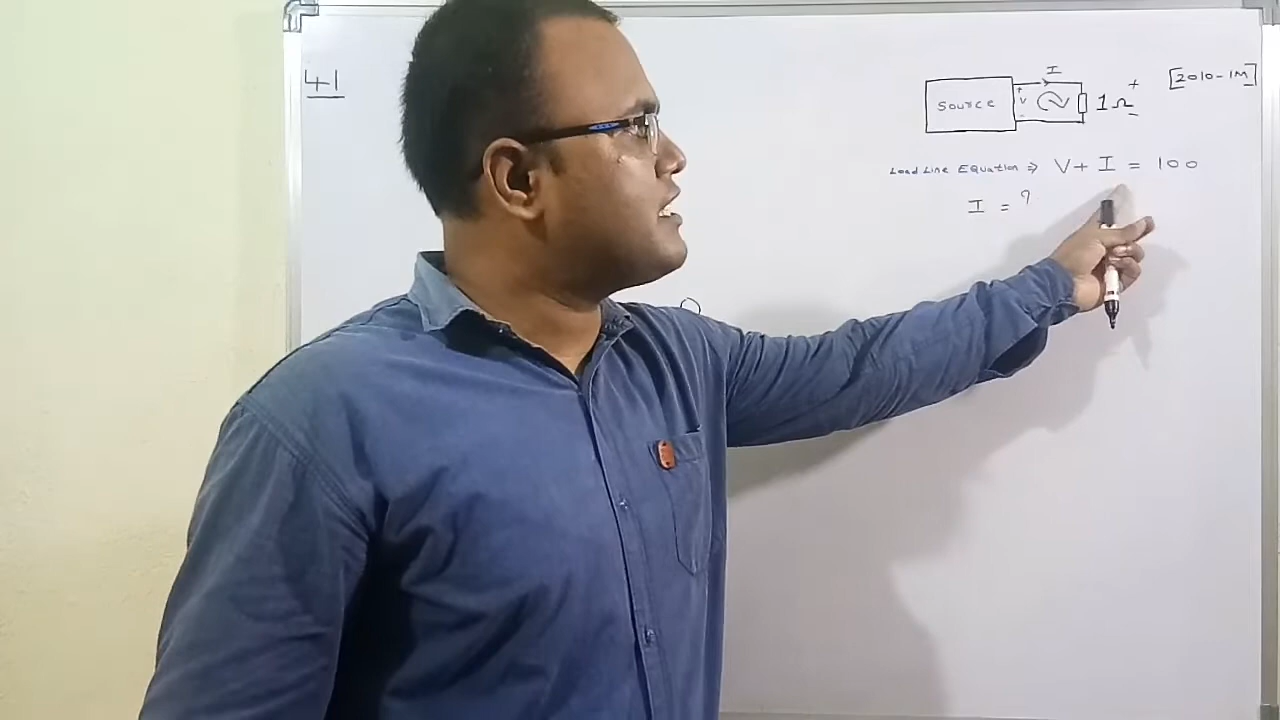 41
[2010-1M]
I
+
Source
+
V
-
1Ω
-
Load Line Equation ⇒ V + I = 100
I = ?